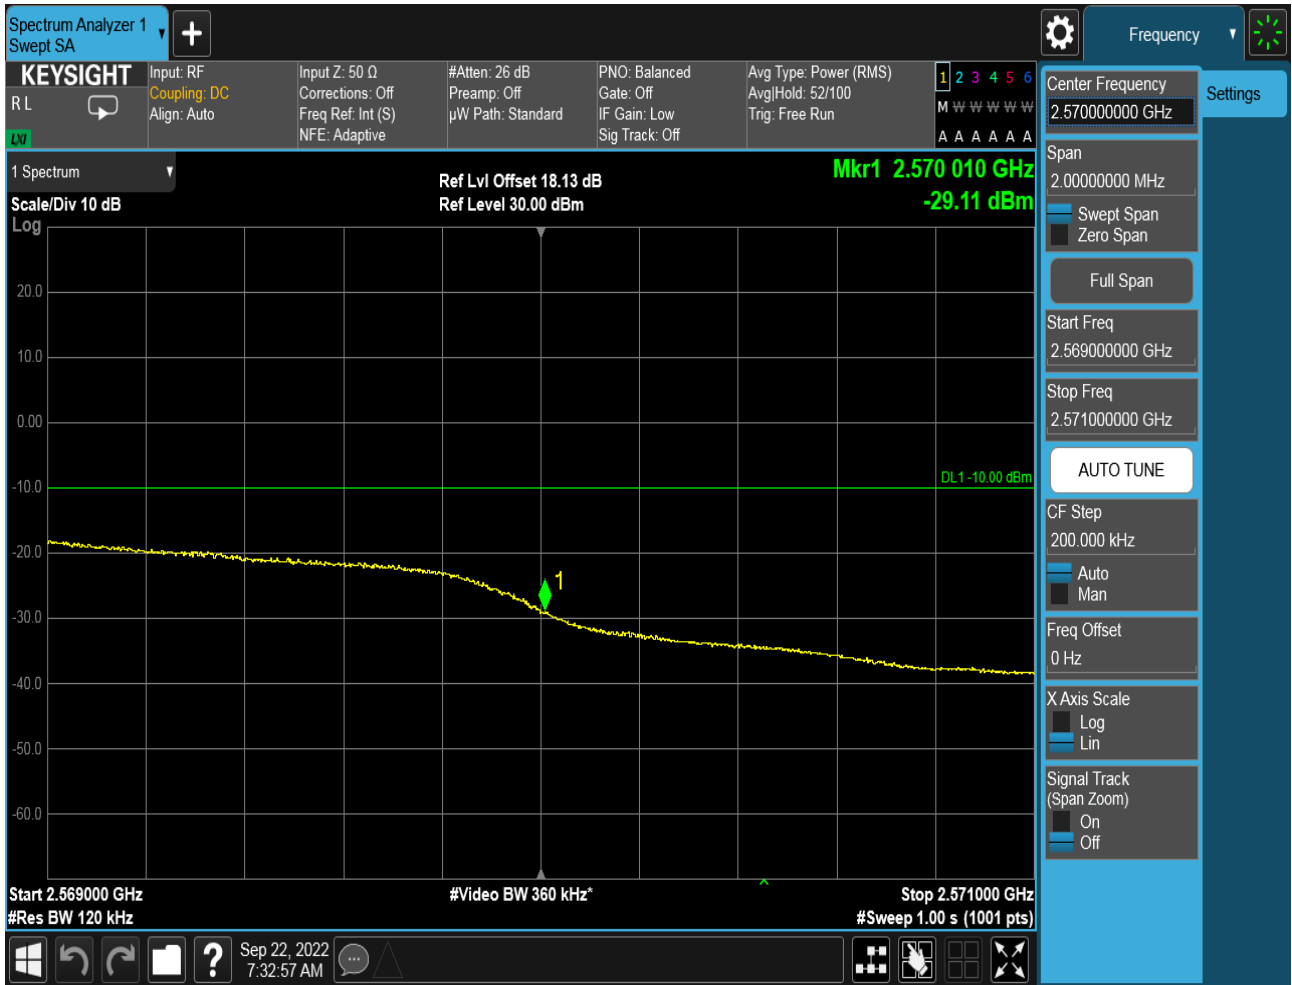 Spectrum Analyzer 1
Swept SA
Frequency
KEYSIGHT
R L
LXI
Input: RF
Coupling: DC
Align: Auto
Input Z: 50 Ω
Corrections: Off
Freq Ref: Int (S)
NFE: Adaptive
#Atten: 26 dB
Preamp: Off
µW Path: Standard
PNO: Balanced
Gate: Off
IF Gain: Low
Sig Track: Off
Avg Type: Power (RMS)
Avg|Hold: 52/100
Trig: Free Run
1 2 3 4 5 6
M W W W W W
A A A A A A
1 Spectrum
Scale/Div 10 dB
Log
Ref Lvl Offset 18.13 dB
Ref Level 30.00 dBm
Mkr1 2.570 010 GHz
-29.11 dBm
20.0
10.0
0.00
-10.0
-20.0
-30.0
-40.0
-50.0
-60.0
DL1 -10.00 dBm
1
Start 2.569000 GHz
#Res BW 120 kHz
#Video BW 360 kHz*
Stop 2.571000 GHz
#Sweep 1.00 s (1001 pts)
Center Frequency
2.570000000 GHz
Settings
Span
2.00000000 MHz
Swept Span
Zero Span
Full Span
Start Freq
2.569000000 GHz
Stop Freq
2.571000000 GHz
AUTO TUNE
CF Step
200.000 kHz
Auto
Man
Freq Offset
0 Hz
X Axis Scale
Log
Lin
Signal Track
(Span Zoom)
On
Off
?
Sep 22, 2022
7:32:57 AM